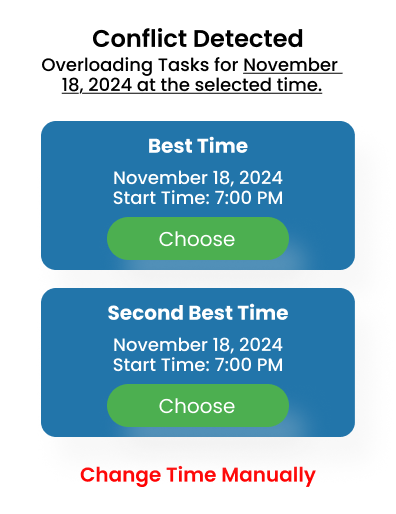 Conflict Detected
Overloading Tasks for November
18, 2024 at the selected time.
Best Time
November 18, 2024
Start Time: 7:00 PM
Choose
Second Best Time
November 18, 2024
Start Time: 7:00 PM
Choose
Change Time Manually